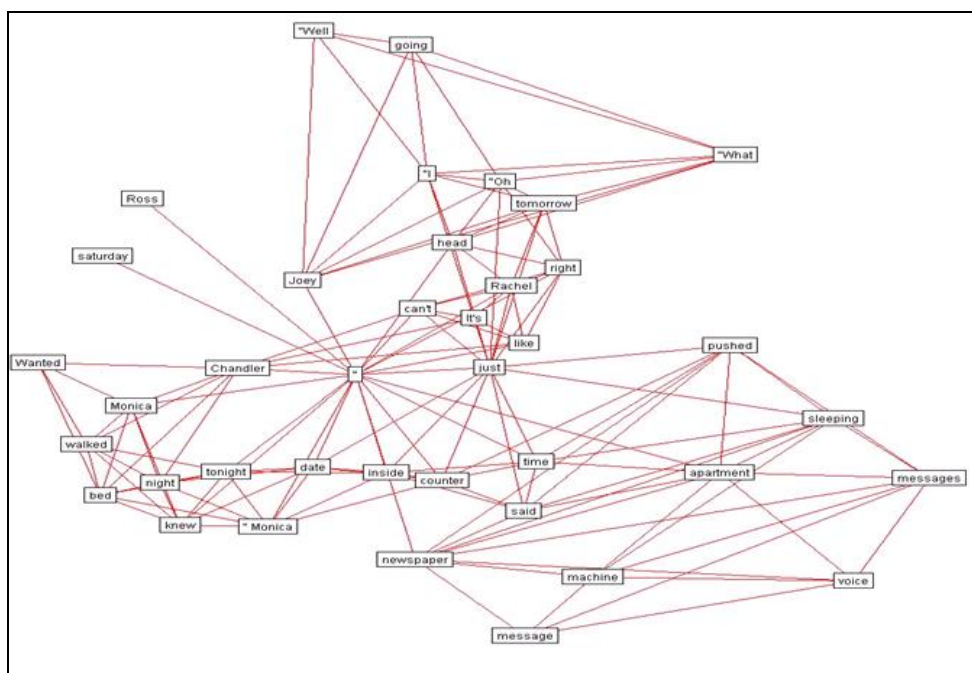 "Well
going
"What
"I
"Oh
Ross
tomorrow
head
saturday
right
Joey
Rachel
can't
It's
like
pushed
Wanted
Chandler
"
just
Monica
sleeping
walked
time
tonight
date
inside
apartment
night
counter
messages
bed
said
knew
" Monica
newspaper
machine
voice
message